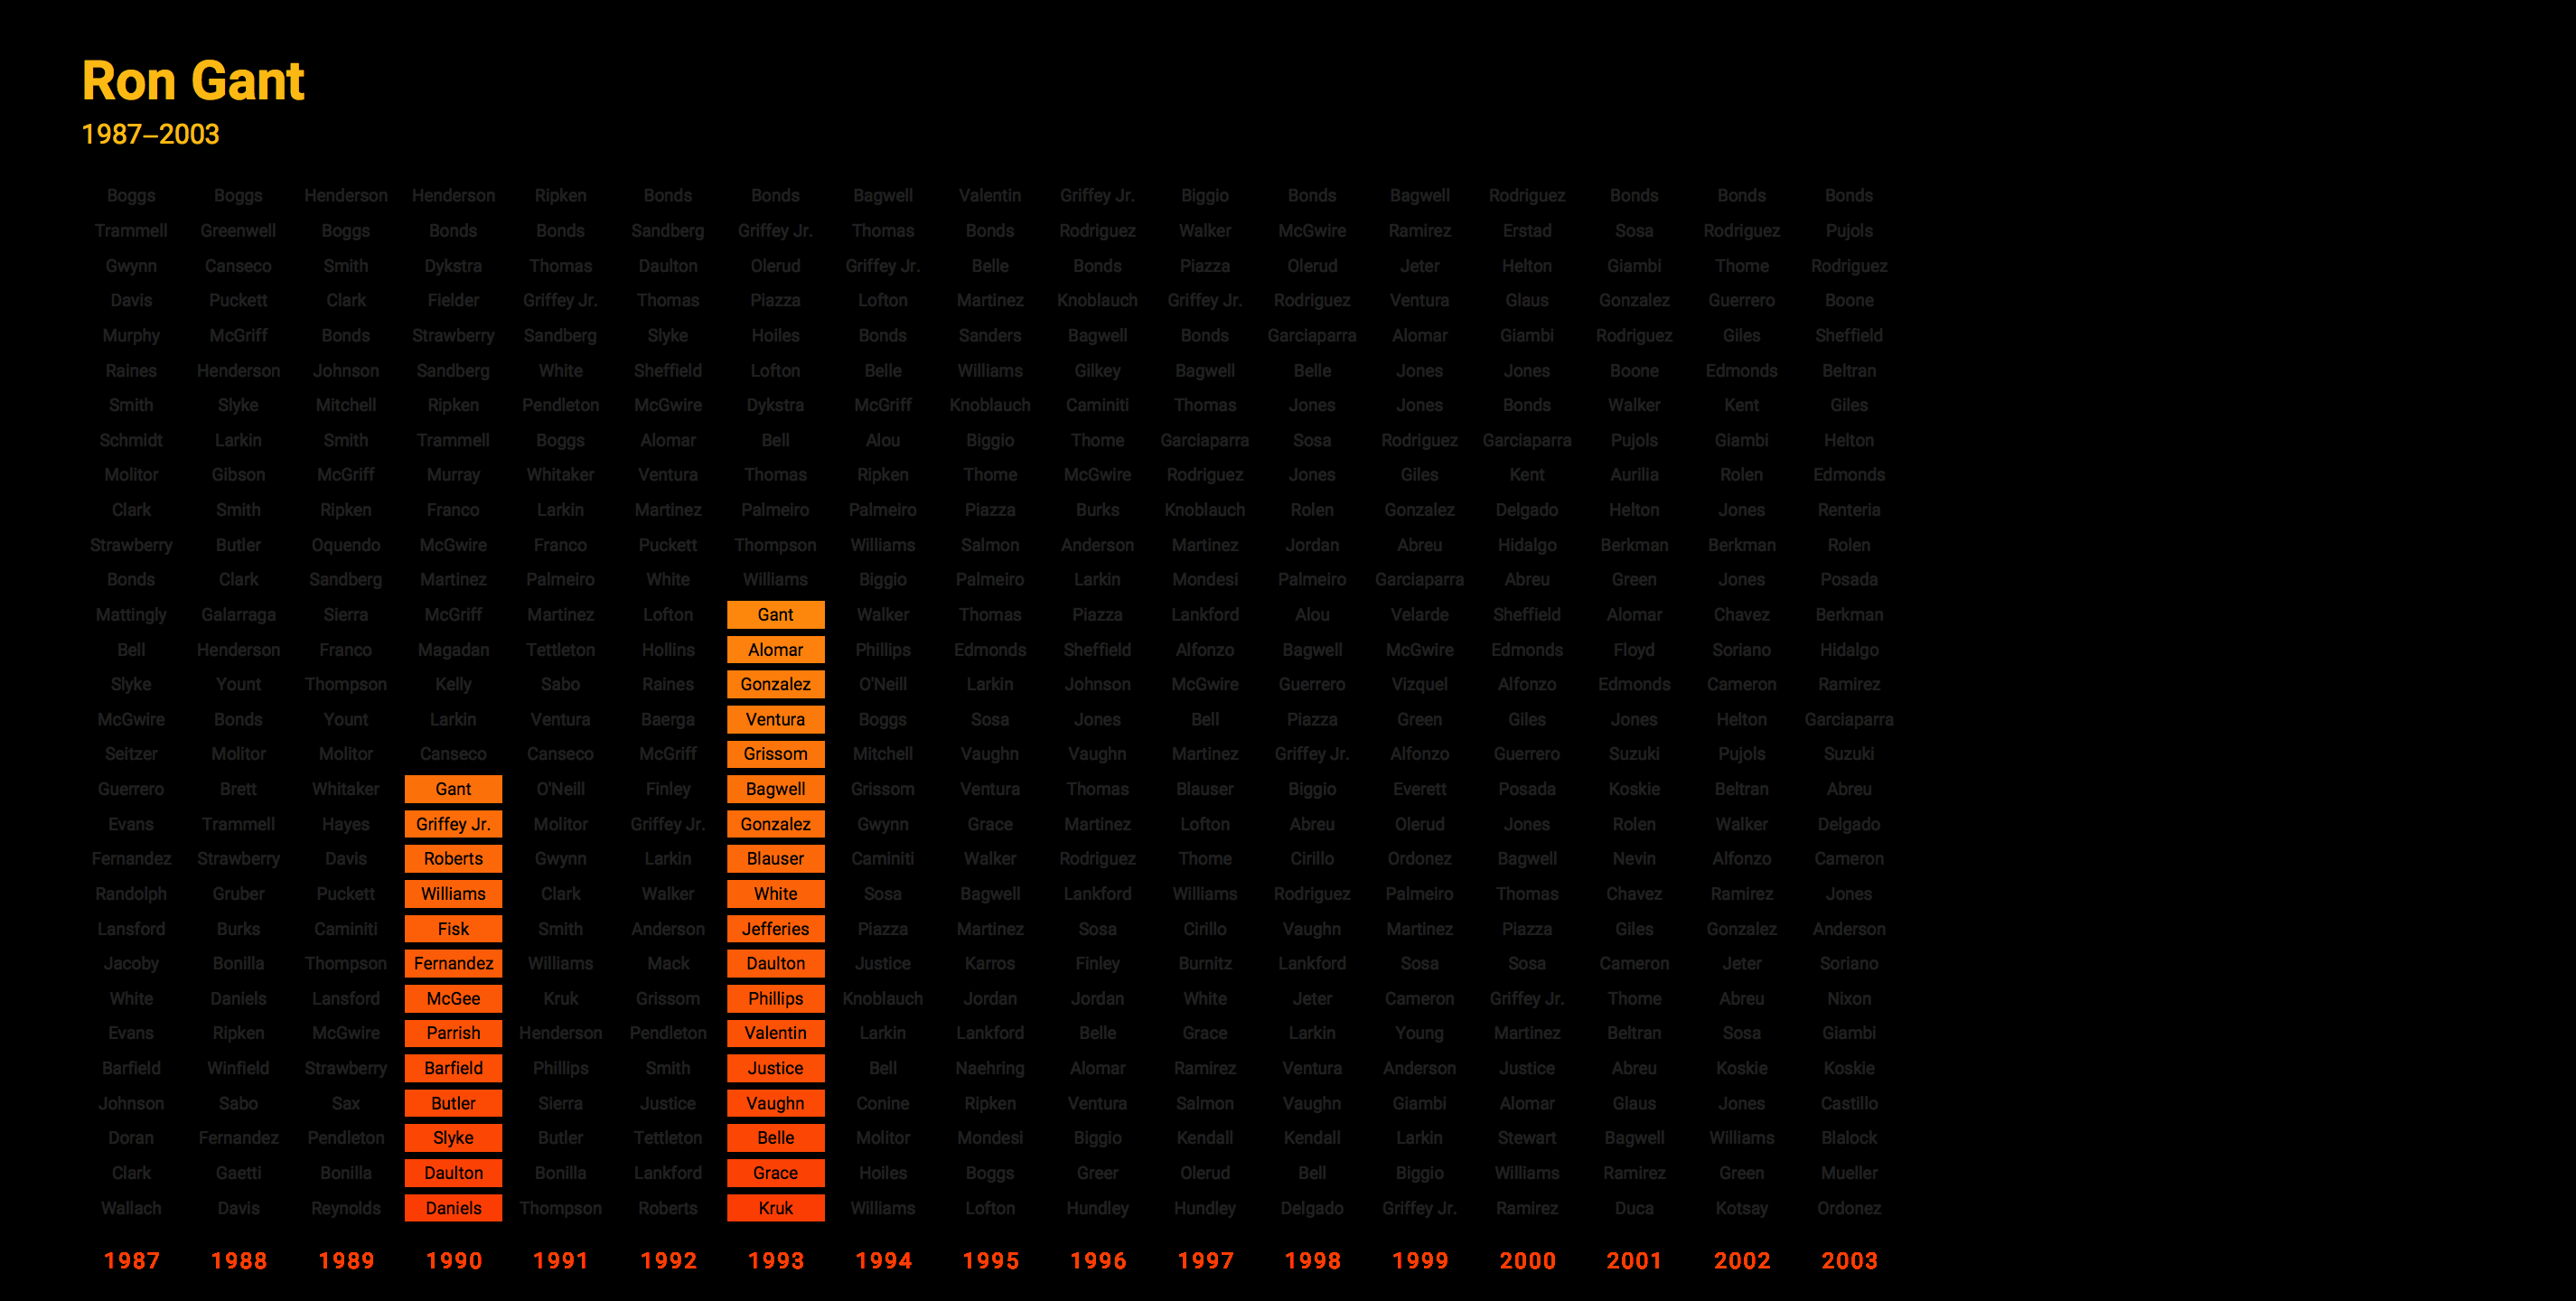 Ron Gant
1987–2003
Boggs Boggs Henderson Henderson Ripken Bonds Bonds Bagwell Valentin Griffey Jr. Biggio Bonds Bagwell Rodriguez Bonds Bonds Bonds
Trammell Greenwell Boggs Bonds Bonds Sandberg Griffey Jr. Thomas Bonds Rodriguez Walker McGwire Ramirez Erstad Sosa Rodriguez Pujols
Gwynn Canseco Smith Dykstra Thomas Daulton Olerud Griffey Jr. Belle Bonds Piazza Olerud Jeter Helton Giambi Thome Rodriguez
Davis Puckett Clark Fielder Griffey Jr. Thomas Piazza Lofton Martinez Knoblauch Griffey Jr. Rodriguez Ventura Glaus Gonzalez Guerrero Boone
Murphy McGriff Bonds Strawberry Sandberg Slyke Hoiles Bonds Sanders Bagwell Bonds Garciaparra Alomar Giambi Rodriguez Giles Sheffield
Raines Henderson Johnson Sandberg White Sheffield Lofton Belle Williams Gilkey Bagwell Belle Jones Jones Boone Edmonds Beltran
Smith Slyke Mitchell Ripken Pendleton McGwire Dykstra McGriff Knoblauch Caminiti Thomas Jones Jones Bonds Walker Kent Giles
Schmidt Larkin Smith Trammell Boggs Alomar Bell Alou Biggio Thome Garciaparra Sosa Rodriguez Garciaparra Pujols Giambi Helton
Molitor Gibson McGriff Murray Whitaker Ventura Thomas Ripken Thome McGwire Rodriguez Jones Giles Kent Aurilia Rolen Edmonds
Clark Smith Ripken Franco Larkin Martinez Palmeiro Palmeiro Piazza Burks Knoblauch Rolen Gonzalez Delgado Helton Jones Renteria
Strawberry Butler Oquendo McGwire Franco Puckett Thompson Williams Salmon Anderson Martinez Jordan Abreu Hidalgo Berkman Berkman Rolen
Bonds Clark Sandberg Martinez Palmeiro White Williams Biggio Palmeiro Larkin Mondesi Palmeiro Garciaparra Abreu Green Jones Posada
Mattingly Galarraga Sierra McGriff Martinez Lofton Gant Walker Thomas Piazza Lankford Alou Velarde Sheffield Alomar Chavez Berkman
Bell Henderson Franco Magadan Tettleton Hollins Alomar Phillips Edmonds Sheffield Alfonzo Bagwell McGwire Edmonds Floyd Soriano Hidalgo
Slyke Yount Thompson Kelly Sabo Raines Gonzalez O'Neill Larkin Johnson McGwire Guerrero Vizquel Alfonzo Edmonds Cameron Ramirez
McGwire Bonds Yount Larkin Ventura Baerga Ventura Boggs Sosa Jones Bell Piazza Green Giles Jones Helton Garciaparra
Seitzer Molitor Molitor Canseco Canseco McGriff Grissom Mitchell Vaughn Vaughn Martinez Griffey Jr. Alfonzo Guerrero Suzuki Pujols Suzuki
Guerrero Brett Whitaker Gant O'Neill Finley Bagwell Grissom Ventura Thomas Blauser Biggio Everett Posada Koskie Beltran Abreu
Evans Trammell Hayes Griffey Jr. Molitor Griffey Jr. Gonzalez Gwynn Grace Martinez Lofton Abreu Olerud Jones Rolen Walker Delgado
Fernandez Strawberry Davis Roberts Gwynn Larkin Blauser Caminiti Walker Rodriguez Thome Cirillo Ordonez Bagwell Nevin Alfonzo Cameron
Randolph Gruber Puckett Williams Clark Walker White Sosa Bagwell Lankford Williams Rodriguez Palmeiro Thomas Chavez Ramirez Jones
Lansford Burks Caminiti Fisk Smith Anderson Jefferies Piazza Martinez Sosa Cirillo Vaughn Martinez Piazza Giles Gonzalez Anderson
Jacoby Bonilla Thompson Fernandez Williams Mack Daulton Justice Karros Finley Burnitz Lankford Sosa Sosa Cameron Jeter Soriano
White Daniels Lansford McGee Kruk Grissom Phillips Knoblauch Jordan Jordan White Jeter Cameron Griffey Jr. Thome Abreu Nixon
Evans Ripken McGwire Parrish Henderson Pendleton Valentin Larkin Lankford Belle Grace Larkin Young Martinez Beltran Sosa Giambi
Barfield Winfield Strawberry Barfield Phillips Smith Justice Bell Naehring Alomar Ramirez Ventura Anderson Justice Abreu Koskie Koskie
Johnson Sabo Sax Butler Sierra Justice Vaughn Conine Ripken Ventura Salmon Vaughn Giambi Alomar Glaus Jones Castillo
Doran Fernandez Pendleton Slyke Butler Tettleton Belle Molitor Mondesi Biggio Kendall Kendall Larkin Stewart Bagwell Williams Blalock
Clark Gaetti Bonilla Daulton Bonilla Lankford Grace Hoiles Boggs Greer Olerud Bell Biggio Williams Ramirez Green Mueller
Wallach Davis Reynolds Daniels Thompson Roberts Kruk Williams Lofton Hundley Hundley Delgado Griffey Jr. Ramirez Duca Kotsay Ordonez
1987 1988 1989 1990 1991 1992 1993 1994 1995 1996 1997 1998 1999 2000 2001 2002 2003